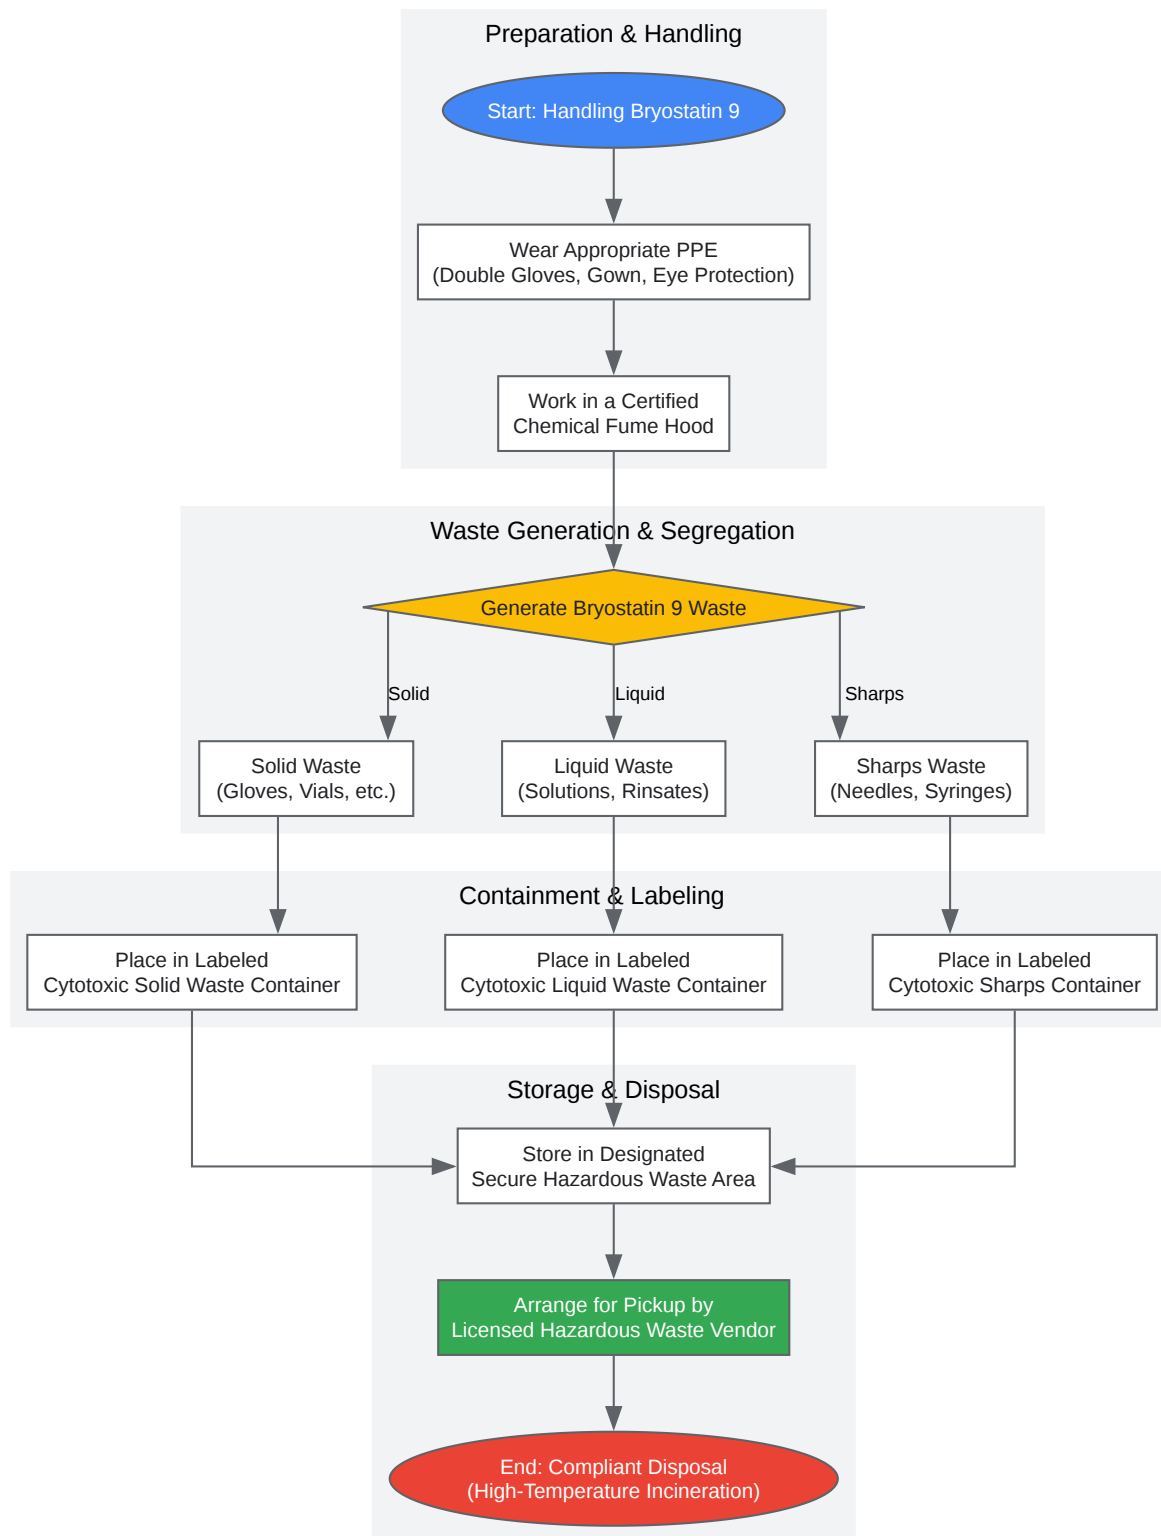 Preparation & Handling
Start: Handling Bryostatin 9
Wear Appropriate PPE
(Double Gloves, Gown, Eye Protection)
Work in a Certified
Chemical Fume Hood
Waste Generation & Segregation
Generate Bryostatin 9 Waste
Solid
Liquid
Sharps
Solid Waste
(Gloves, Vials, etc.)
Liquid Waste
(Solutions, Rinsates)
Sharps Waste
(Needles, Syringes)
Containment & Labeling
Place in Labeled
Cytotoxic Solid Waste Container
Place in Labeled
Cytotoxic Liquid Waste Container
Place in Labeled
Cytotoxic Sharps Container
Storage & Disposal
Store in Designated
Secure Hazardous Waste Area
Arrange for Pickup by
Licensed Hazardous Waste Vendor
End: Compliant Disposal
(High-Temperature Incineration)